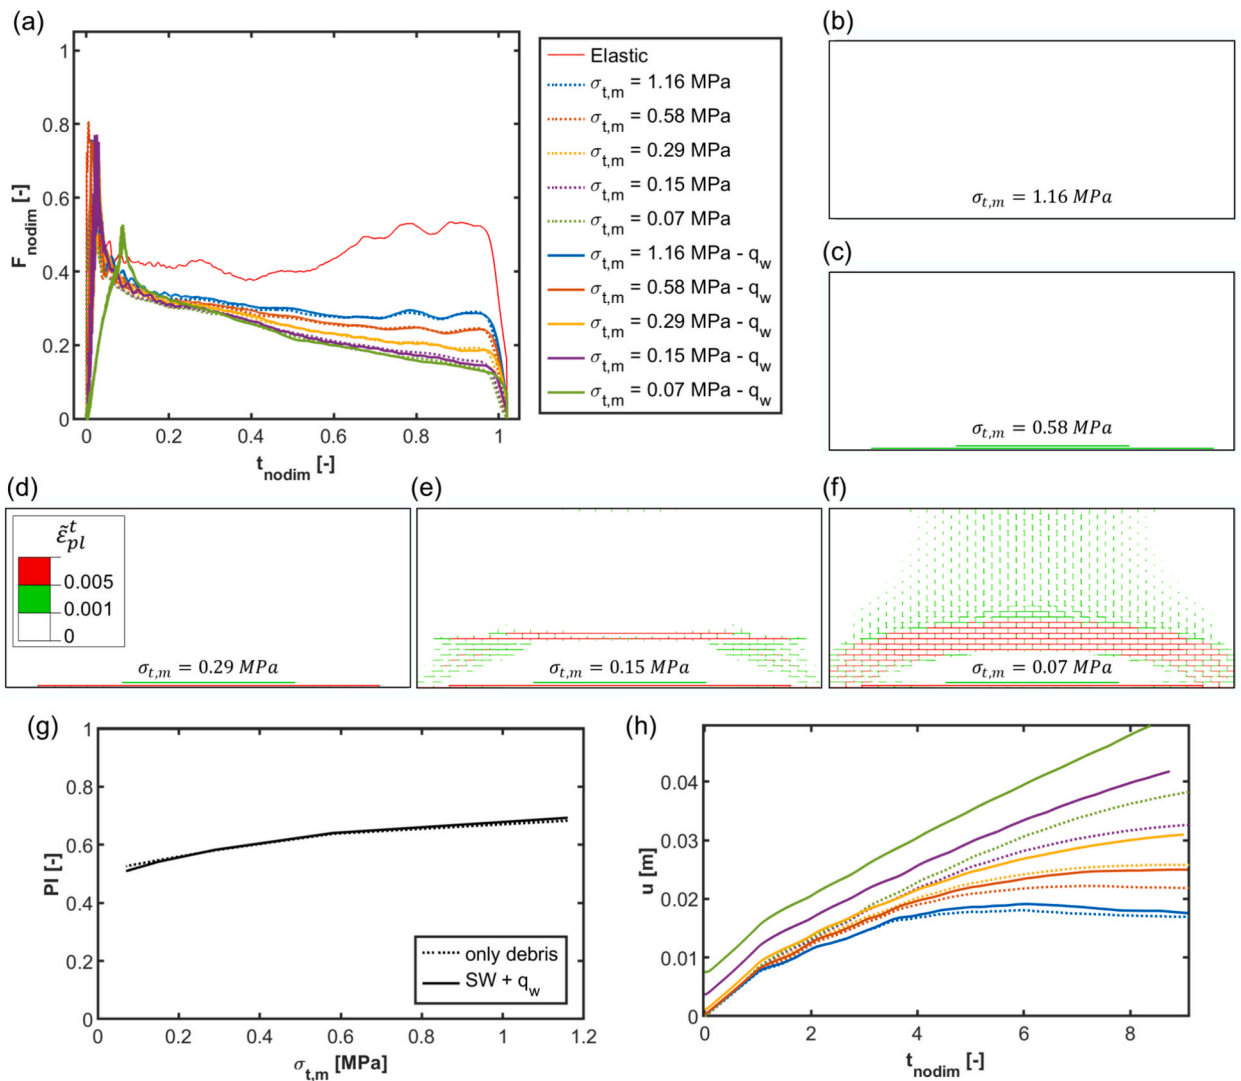 (a)
F_nodim [-]
1
0.8
0.6
0.4
0.2
0
0 0.2 0.4 0.6 0.8 1
t_nodim [-]
Elastic
σ_t,m = 1.16 MPa
σ_t,m = 0.58 MPa
σ_t,m = 0.29 MPa
σ_t,m = 0.15 MPa
σ_t,m = 0.07 MPa
σ_t,m = 1.16 MPa - q_w
σ_t,m = 0.58 MPa - q_w
σ_t,m = 0.29 MPa - q_w
σ_t,m = 0.15 MPa - q_w
σ_t,m = 0.07 MPa - q_w
(b)
σ_t,m = 1.16 MPa
(c)
σ_t,m = 0.58 MPa
(d)
ε̃^t_pl
0.005
0.001
0
σ_t,m = 0.29 MPa
(e)
σ_t,m = 0.15 MPa
(f)
σ_t,m = 0.07 MPa
(g)
PI [-]
1
0.8
0.6
0.4
0.2
0
0 0.2 0.4 0.6 0.8 1.0 1.2
σ_t,m [MPa]
only debris
SW + q_w
(h)
u [m]
0.04
0.03
0.02
0.01
0
0 2 4 6 8
t_nodim [-]